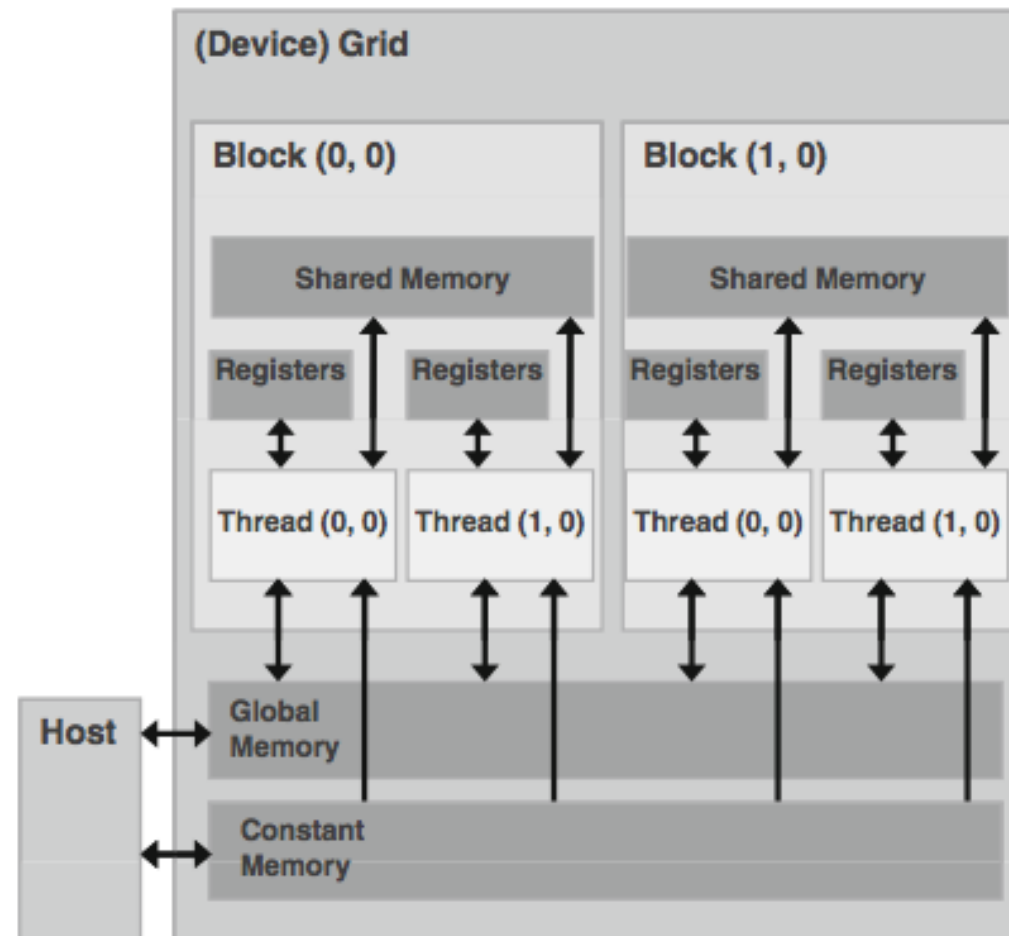 (Device) Grid
Block (0, 0)
Block (1, 0)
Shared Memory
Shared Memory
Registers
Registers
Registers
Registers
Thread (0, 0)
Thread (1, 0)
Thread (0, 0)
Thread (1, 0)
Host
Global
Memory
Constant
Memory